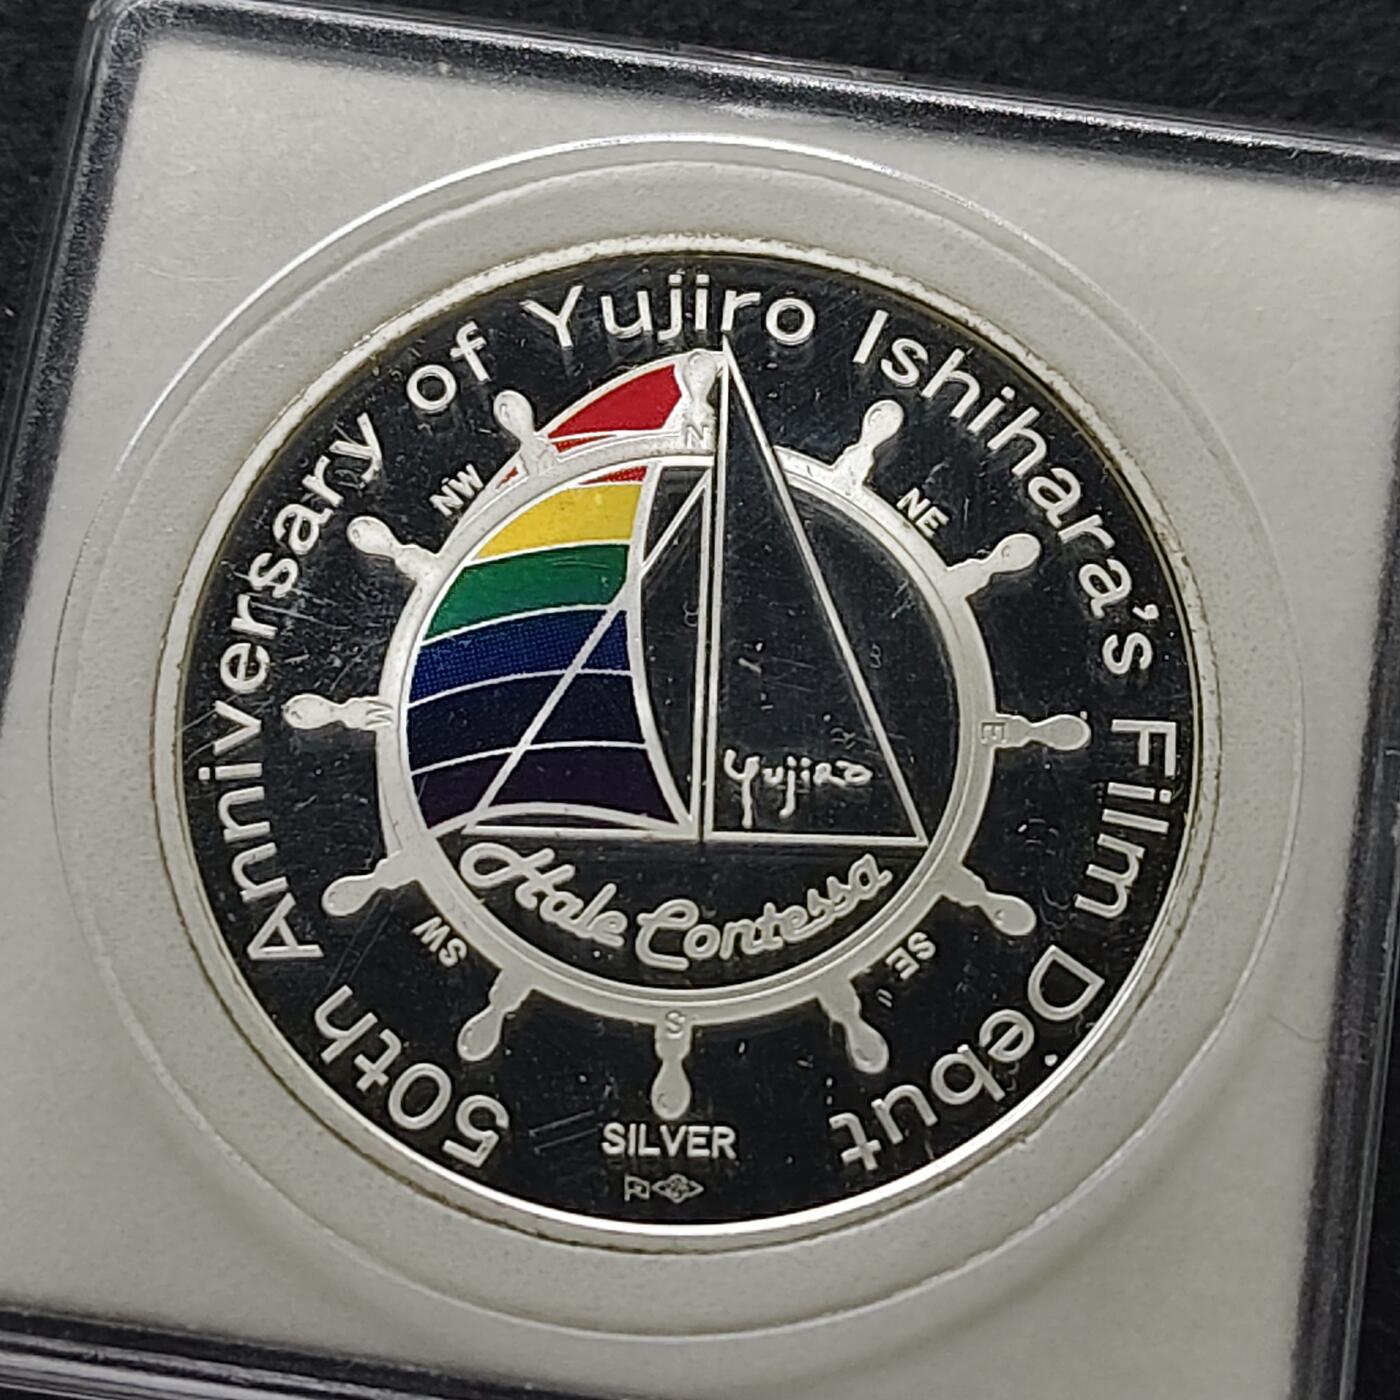 50th Anniversary of Yujiro Ishihara's Film Debut
N
NW
NE
W
E
Yujiro
Hale Contessa
SW
SE
S
SILVER